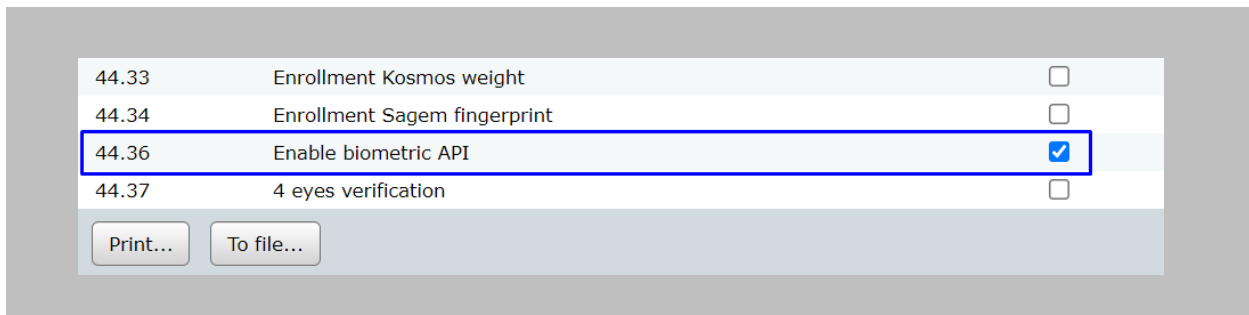 44.33 Enrollment Kosmos weight
44.34 Enrollment Sagem fingerprint
44.36 Enable biometric API
44.37 4 eyes verification
Print... To file...